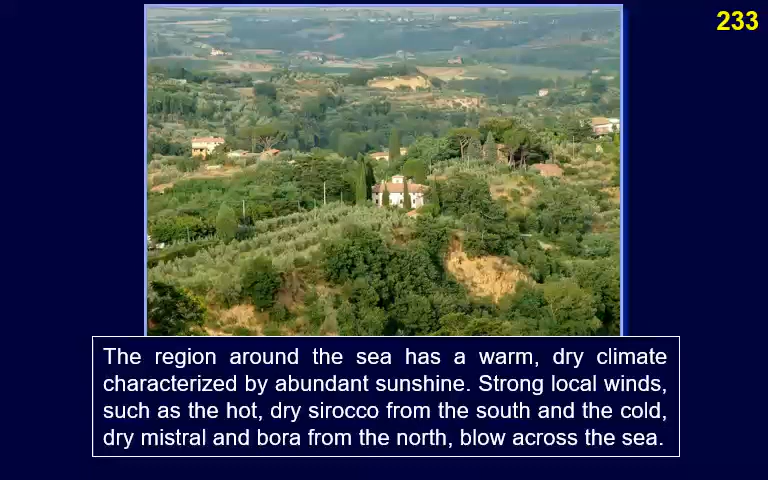 233
The region around the sea has a warm, dry climate
characterized by abundant sunshine. Strong local winds,
such as the hot, dry sirocco from the south and the cold,
dry mistral and bora from the north, blow across the sea.